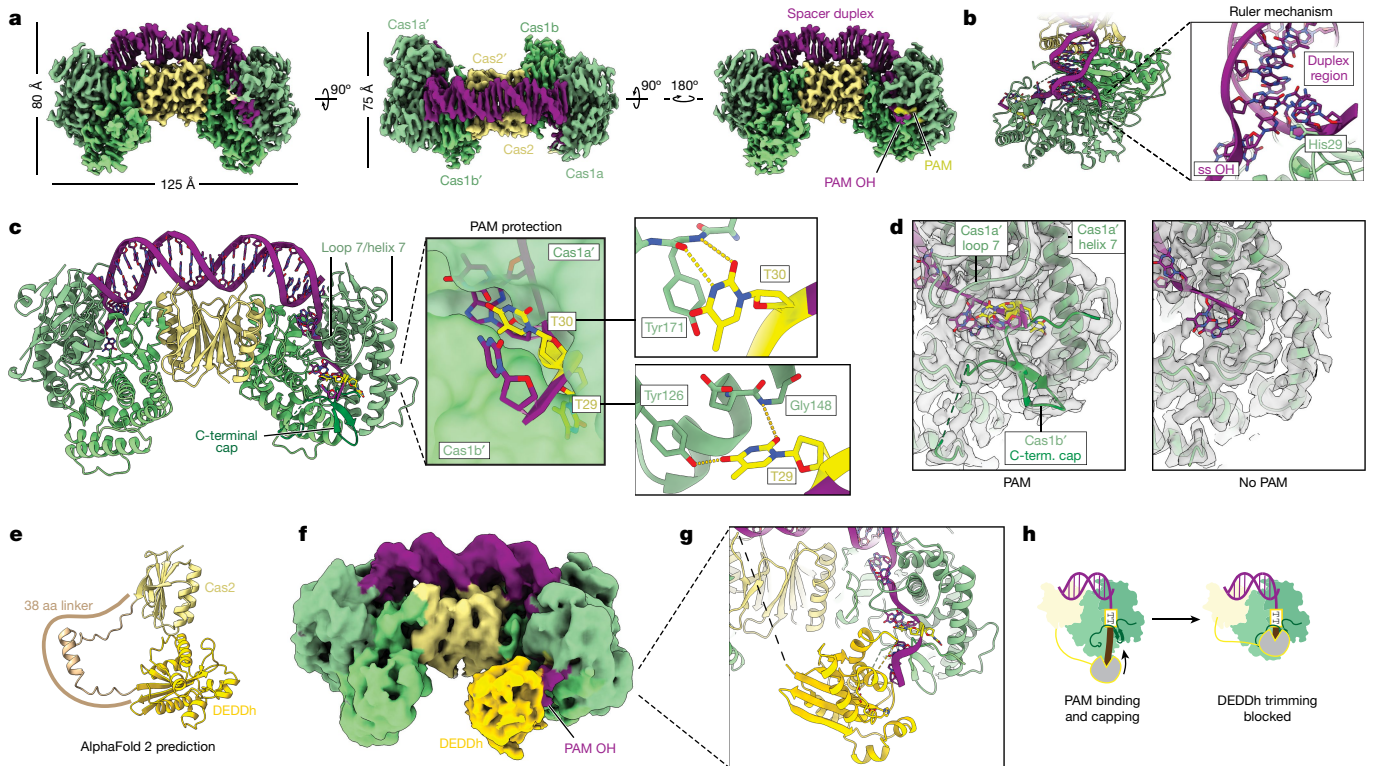 a
80 Å
125 Å
90º
75 Å
Cas1a′
Cas2′
Cas1b
Cas2
Cas1b′
Cas1a
90º
180º
Spacer duplex
PAM OH
PAM
b
Ruler mechanism
Duplex
region
His29
ss OH
c
Loop 7/helix 7
C-terminal
cap
PAM protection
Cas1a′
T30
T29
Cas1b′
T30
Tyr171
Tyr126
Gly148
T29
d
Cas1a′
loop 7
Cas1a′
helix 7
Cas1b′
C-term. cap
PAM
No PAM
e
Cas2
38 aa linker
DEDDh
AlphaFold 2 prediction
f
DEDDh
PAM OH
g
h
PAM binding
and capping
DEDDh trimming
blocked